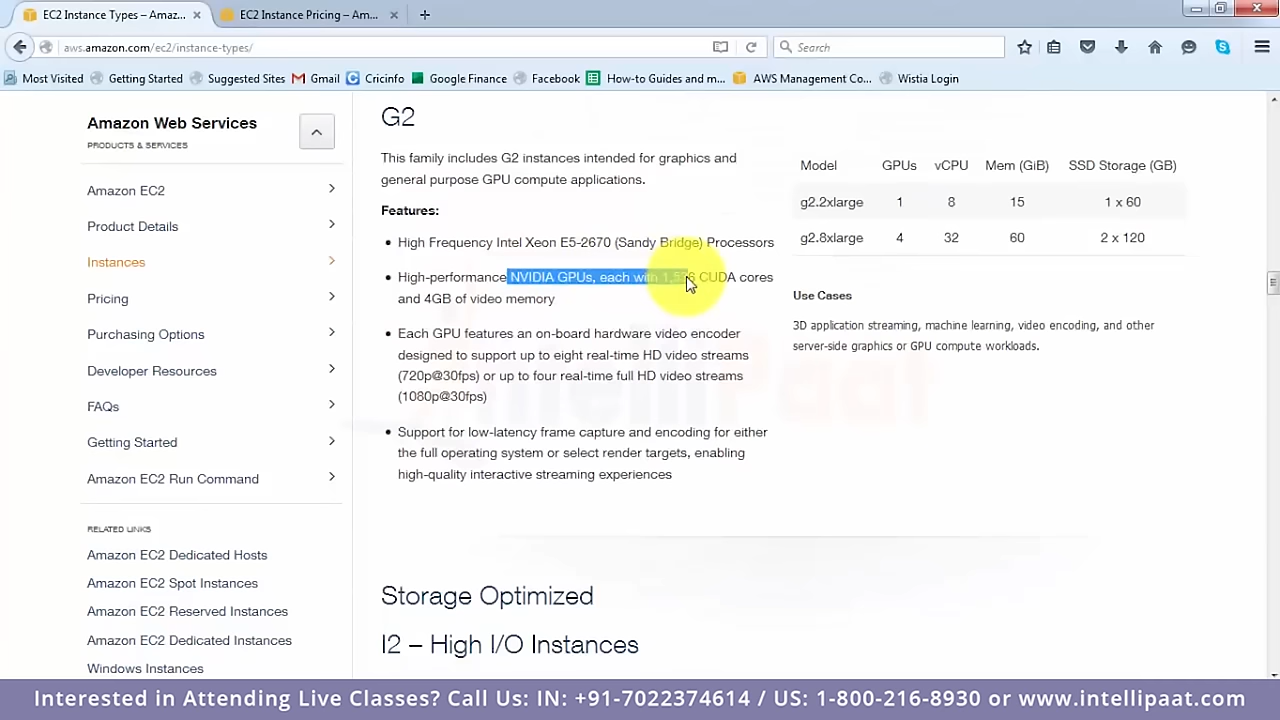 EC2 Instance Types – Amaz...
EC2 Instance Pricing – Am...
aws.amazon.com/ec2/instance-types/
Search
Most Visited
Getting Started
Suggested Sites
Gmail
Cricinfo
Google Finance
Facebook
How-to Guides and m...
AWS Management Co...
Wistia Login
Amazon Web Services
PRODUCTS & SERVICES
Amazon EC2
Product Details
Instances
Pricing
Purchasing Options
Developer Resources
FAQs
Getting Started
Amazon EC2 Run Command
RELATED LINKS
Amazon EC2 Dedicated Hosts
Amazon EC2 Spot Instances
Amazon EC2 Reserved Instances
Amazon EC2 Dedicated Instances
Windows Instances
G2
This family includes G2 instances intended for graphics and
general purpose GPU compute applications.
Features:
High Frequency Intel Xeon E5-2670 (Sandy Bridge) Processors
High-performance NVIDIA GPUs, each with 1,536 CUDA cores
and 4GB of video memory
Each GPU features an on-board hardware video encoder
designed to support up to eight real-time HD video streams
(720p@30fps) or up to four real-time full HD video streams
(1080p@30fps)
Support for low-latency frame capture and encoding for either
the full operating system or select render targets, enabling
high-quality interactive streaming experiences
Model GPUs vCPU Mem (GiB) SSD Storage (GB)
g2.2xlarge 1 8 15 1 x 60
g2.8xlarge 4 32 60 2 x 120
Use Cases
3D application streaming, machine learning, video encoding, and other
server-side graphics or GPU compute workloads.
IntelliPaat
Storage Optimized
I2 – High I/O Instances
Interested in Attending Live Classes? Call Us: IN: +91-7022374614 / US: 1-800-216-8930 or www.intellipaat.com